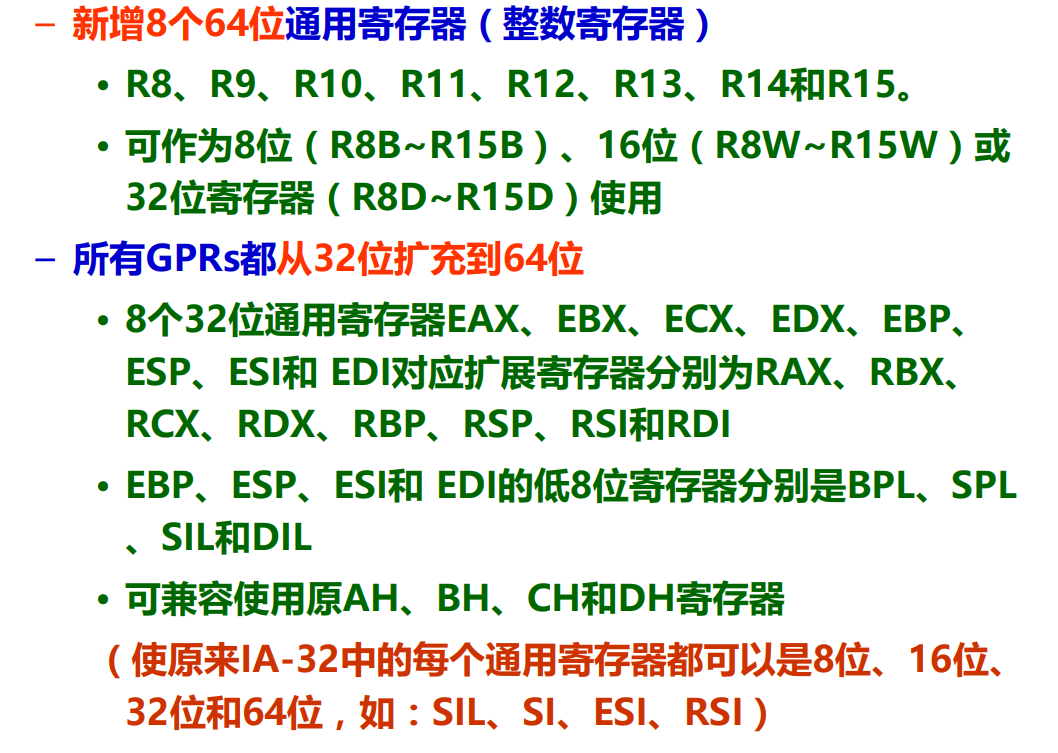 – 新增8个64位通用寄存器（整数寄存器）
• R8、R9、R10、R11、R12、R13、R14和R15。
• 可作为8位（R8B~R15B）、16位（R8W~R15W）或
32位寄存器（R8D~R15D）使用
– 所有GPRs都从32位扩充到64位
• 8个32位通用寄存器EAX、EBX、ECX、EDX、EBP、
ESP、ESI和 EDI对应扩展寄存器分别为RAX、RBX、
RCX、RDX、RBP、RSP、RSI和RDI
• EBP、ESP、ESI和 EDI的低8位寄存器分别是BPL、SPL
、SIL和DIL
• 可兼容使用原AH、BH、CH和DH寄存器
（使原来IA-32中的每个通用寄存器都可以是8位、16位、
32位和64位，如：SIL、SI、ESI、RSI）